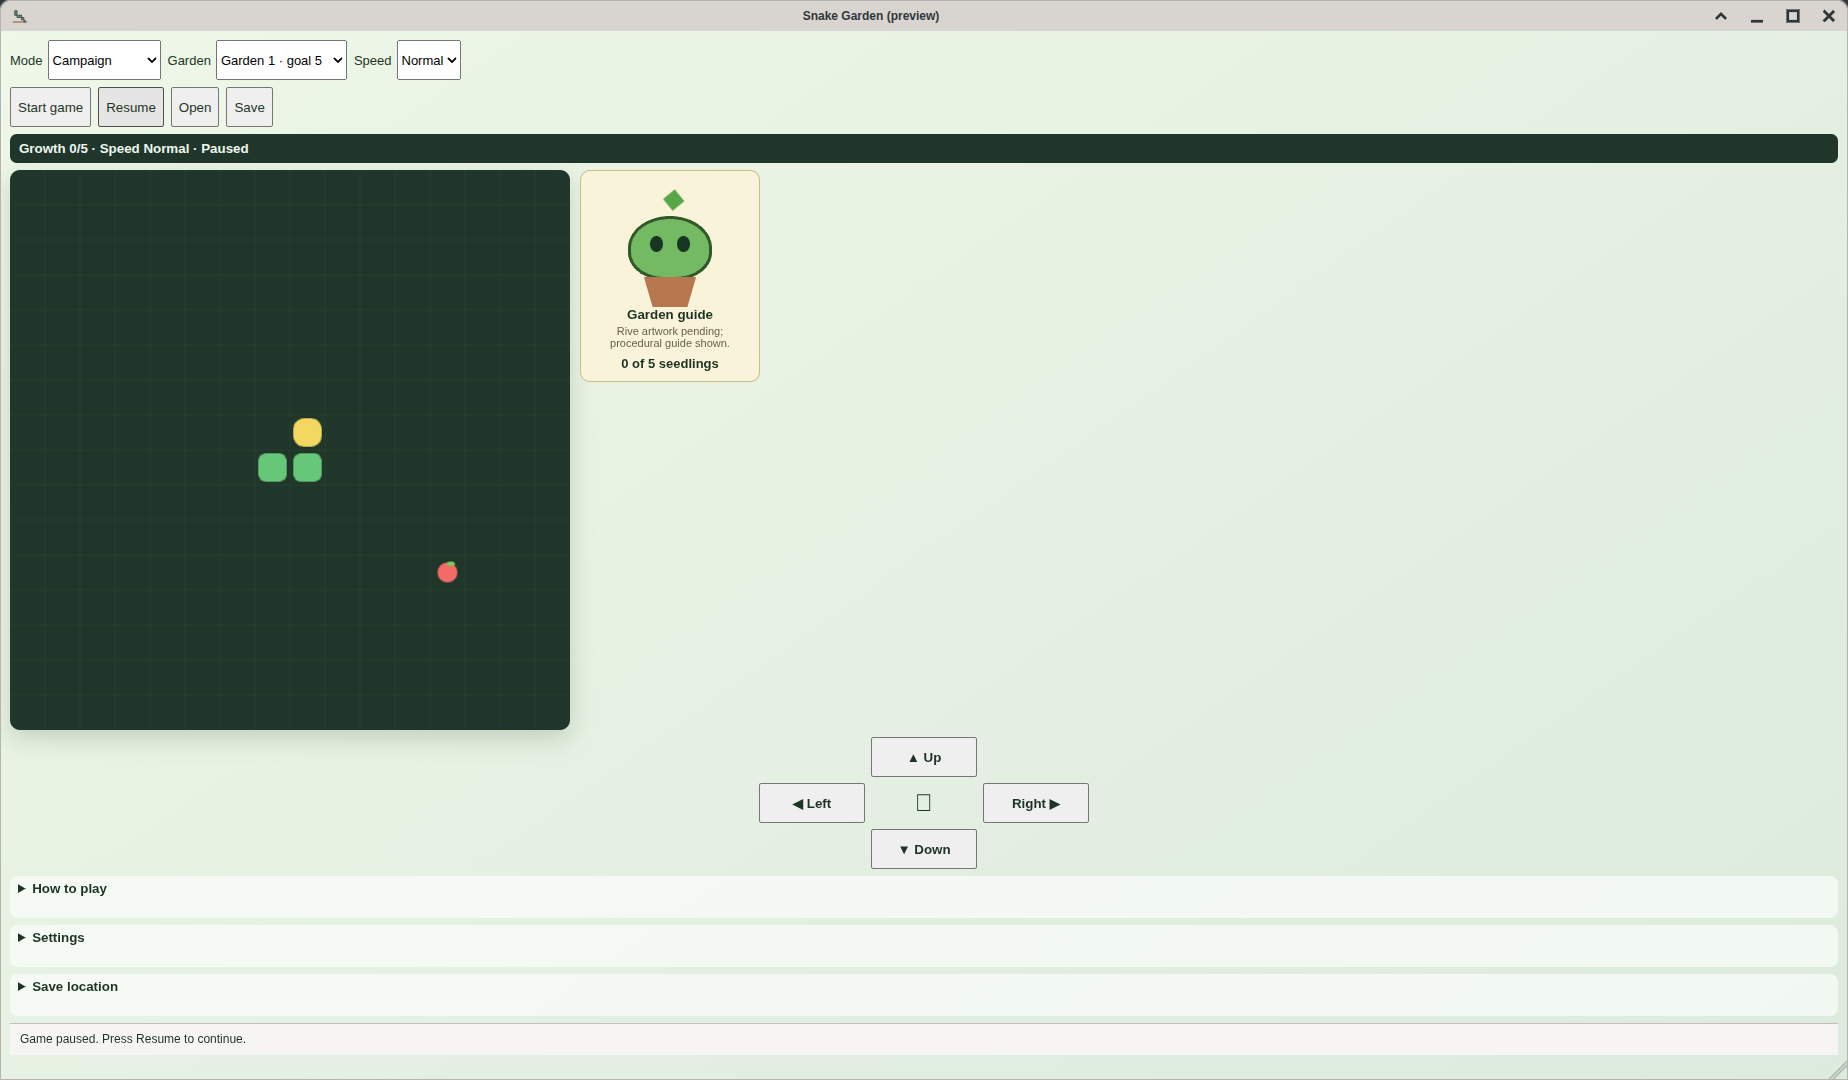 Snake Garden (preview)
Mode Campaign Garden Garden 1 · goal 5 Speed Normal
Start game Resume Open Save
Growth 0/5 · Speed Normal · Paused
Garden guide
Rive artwork pending;
procedural guide shown.
0 of 5 seedlings
▲ Up
◀ Left Right ▶
▼ Down
▶ How to play
▶ Settings
▶ Save location
Game paused. Press Resume to continue.